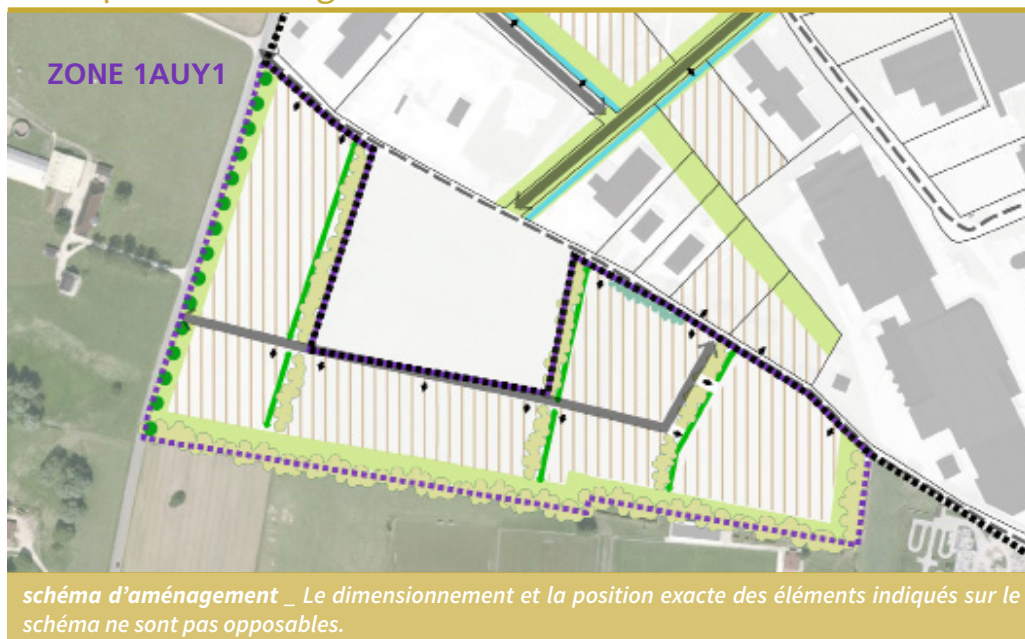 ZONE 1AUY1
schéma d'aménagement _ Le dimensionnement et la position exacte des éléments indiqués sur le
schéma ne sont pas opposables.